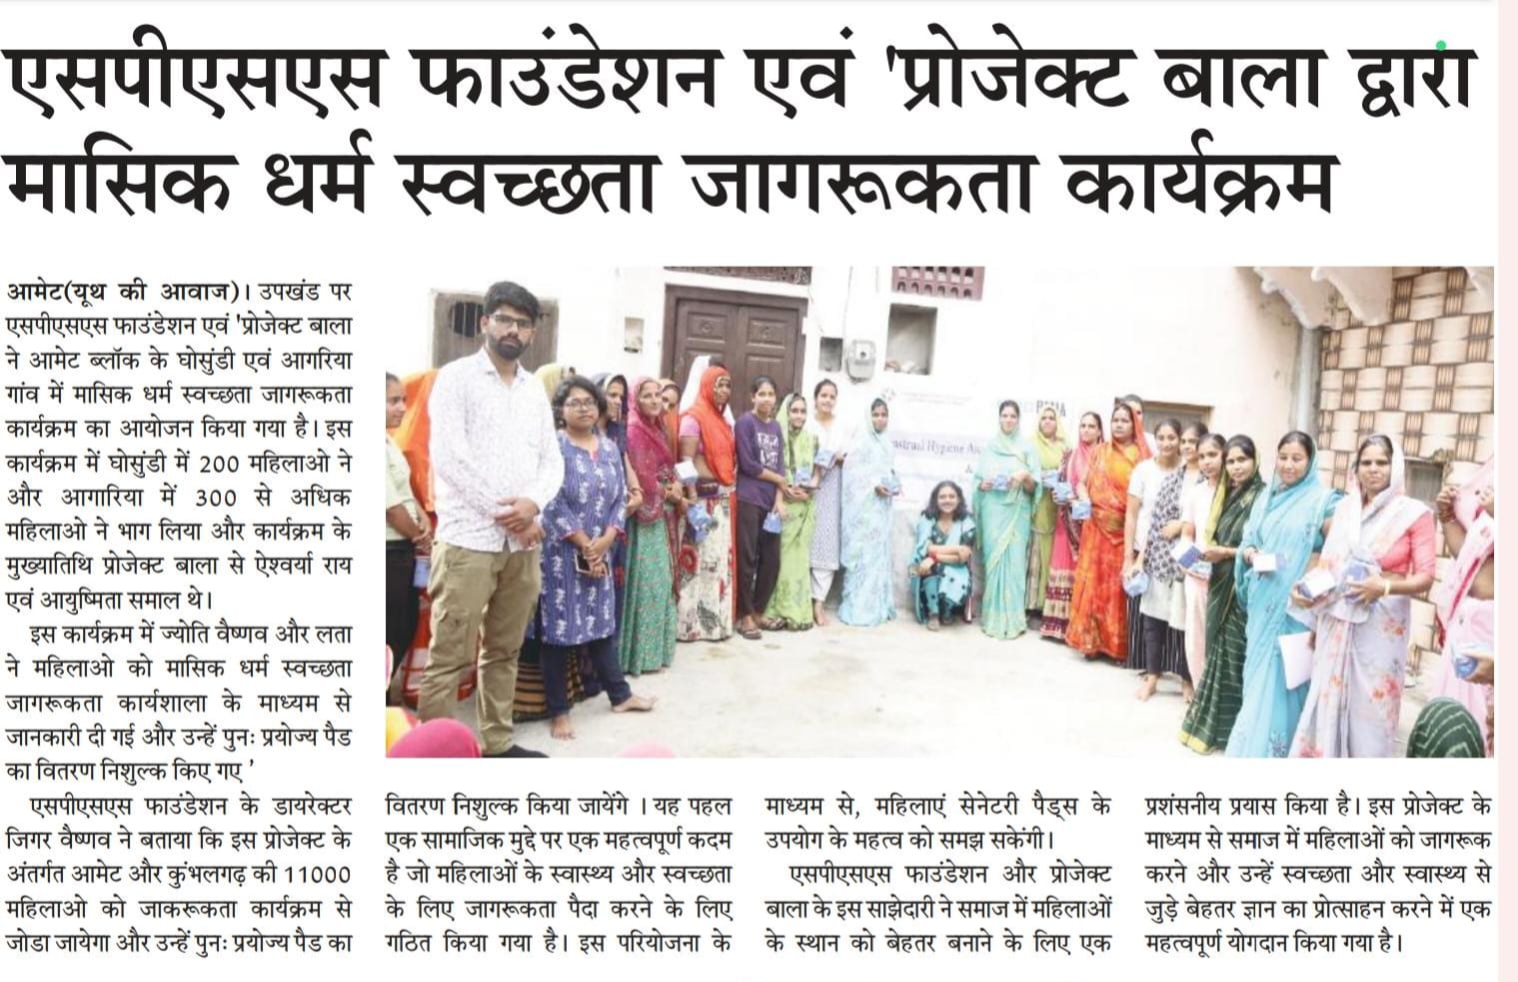 एसपीएसएस फाउंडेशन एवं 'प्रोजेक्ट बाला द्वारा
मासिक धर्म स्वच्छता जागरूकता कार्यक्रम
आमेट(यूथ की आवाज)। उपखंड पर
एसपीएसएस फाउंडेशन एवं 'प्रोजेक्ट बाला
ने आमेट ब्लॉक के घोसुंडी एवं आगरिया
गांव में मासिक धर्म स्वच्छता जागरूकता
कार्यक्रम का आयोजन किया गया है। इस
कार्यक्रम में घोसुंडी में 200 महिलाओ ने
और आगारिया में 300 से अधिक
महिलाओ ने भाग लिया और कार्यक्रम के
मुख्यातिथि प्रोजेक्ट बाला से ऐश्वर्या राय
एवं आयुष्मिता समाल थे।
इस कार्यक्रम में ज्योति वैष्णव और लता
ने महिलाओ को मासिक धर्म स्वच्छता
जागरूकता कार्यशाला के माध्यम से
जानकारी दी गई और उन्हें पुनः प्रयोज्य पैड
का वितरण निशुल्क किए गए '
एसपीएसएस फाउंडेशन के डायरेक्टर
जिगर वैष्णव ने बताया कि इस प्रोजेक्ट के
अंतर्गत आमेट और कुंभलगढ़ की 11000
महिलाओ को जाकरूकता कार्यक्रम से
जोडा जायेगा और उन्हें पुनः प्रयोज्य पैड का
वितरण निशुल्क किया जायेंगे । यह पहल
एक सामाजिक मुद्दे पर एक महत्वपूर्ण कदम
है जो महिलाओं के स्वास्थ्य और स्वच्छता
के लिए जागरूकता पैदा करने के लिए
गठित किया गया है। इस परियोजना के
माध्यम से, महिलाएं सेनेटरी पैड्स के
उपयोग के महत्व को समझ सकेंगी।
एसपीएसएस फाउंडेशन और प्रोजेक्ट
बाला के इस साझेदारी ने समाज में महिलाओं
के स्थान को बेहतर बनाने के लिए एक
प्रशंसनीय प्रयास किया है। इस प्रोजेक्ट के
माध्यम से समाज में महिलाओं को जागरूक
करने और उन्हें स्वच्छता और स्वास्थ्य से
जुड़े बेहतर ज्ञान का प्रोत्साहन करने में एक
महत्वपूर्ण योगदान किया गया है।
Hygiene